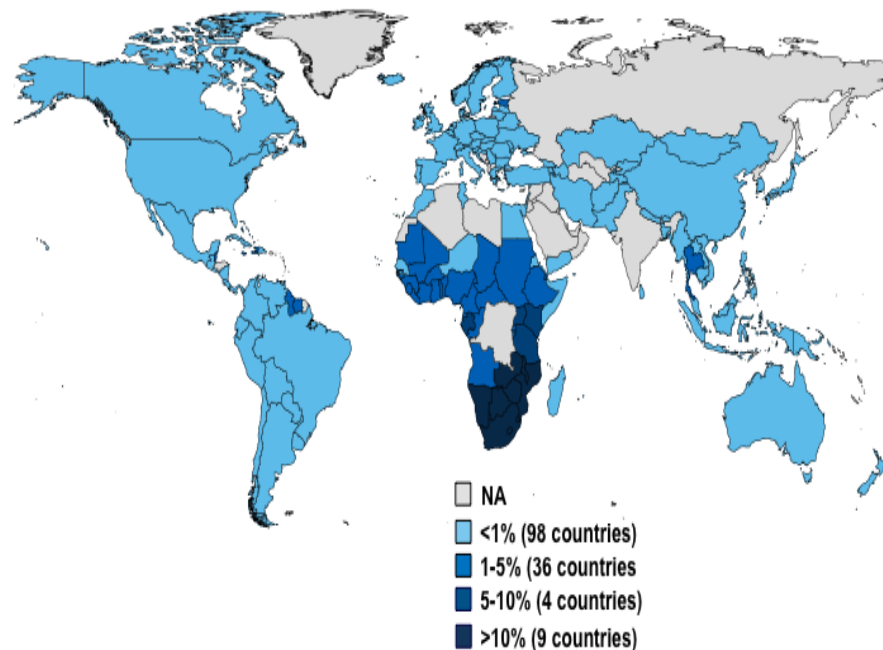 NA
<1% (98 countries)
1-5% (36 countries
5-10% (4 countries)
>10% (9 countries)